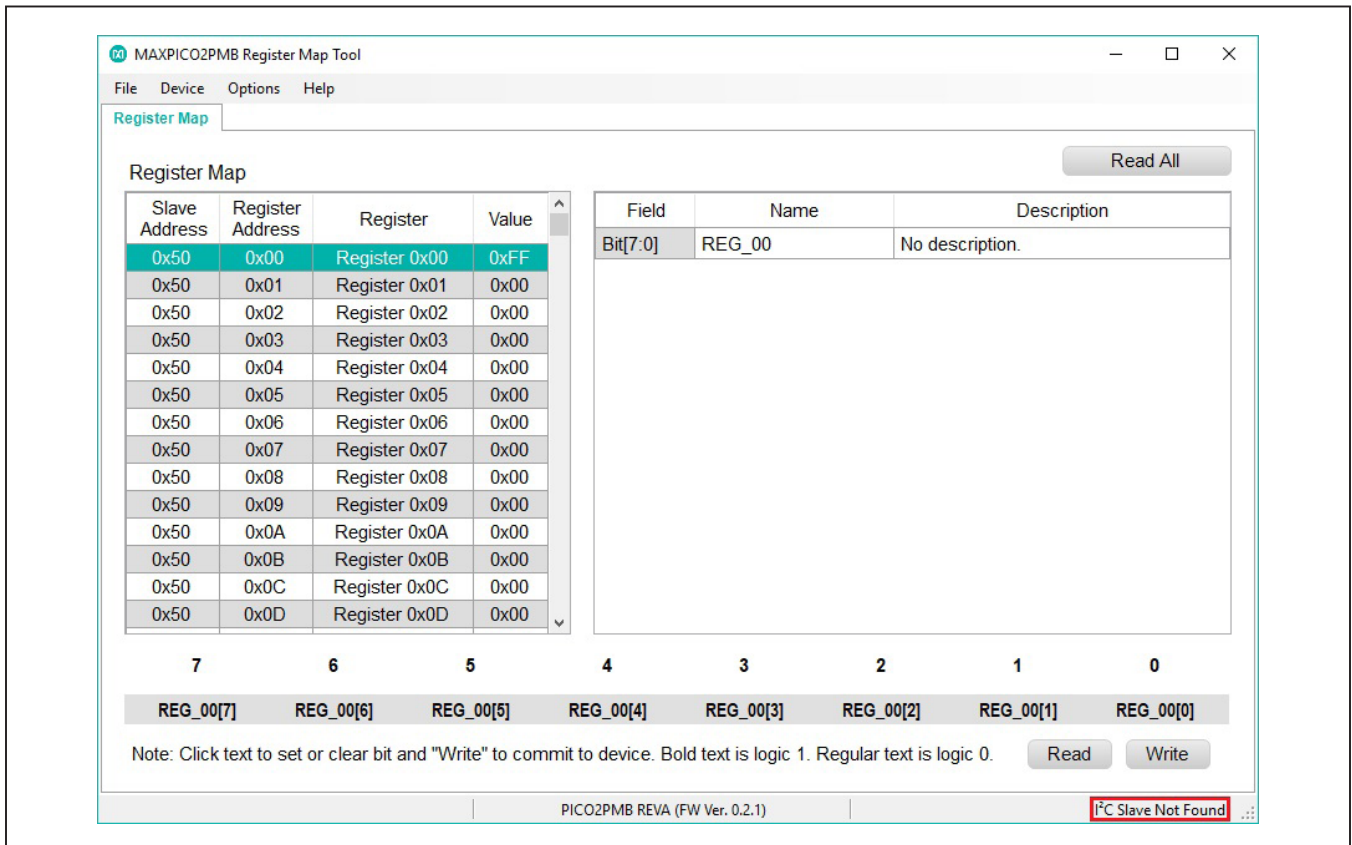 MAXPICO2PMB Register Map Tool
File Device Options Help
Register Map
Read All
Register Map
Slave Address Register Address Register Value
0x50 0x00 Register 0x00 0xFF
0x50 0x01 Register 0x01 0x00
0x50 0x02 Register 0x02 0x00
0x50 0x03 Register 0x03 0x00
0x50 0x04 Register 0x04 0x00
0x50 0x05 Register 0x05 0x00
0x50 0x06 Register 0x06 0x00
0x50 0x07 Register 0x07 0x00
0x50 0x08 Register 0x08 0x00
0x50 0x09 Register 0x09 0x00
0x50 0x0A Register 0x0A 0x00
0x50 0x0B Register 0x0B 0x00
0x50 0x0C Register 0x0C 0x00
0x50 0x0D Register 0x0D 0x00
Field Name Description
Bit[7:0] REG_00 No description.
7 6 5 4 3 2 1 0
REG_00[7] REG_00[6] REG_00[5] REG_00[4] REG_00[3] REG_00[2] REG_00[1] REG_00[0]
Note: Click text to set or clear bit and "Write" to commit to device. Bold text is logic 1. Regular text is logic 0. Read Write
PICO2PMB REVA (FW Ver. 0.2.1) I²C Slave Not Found